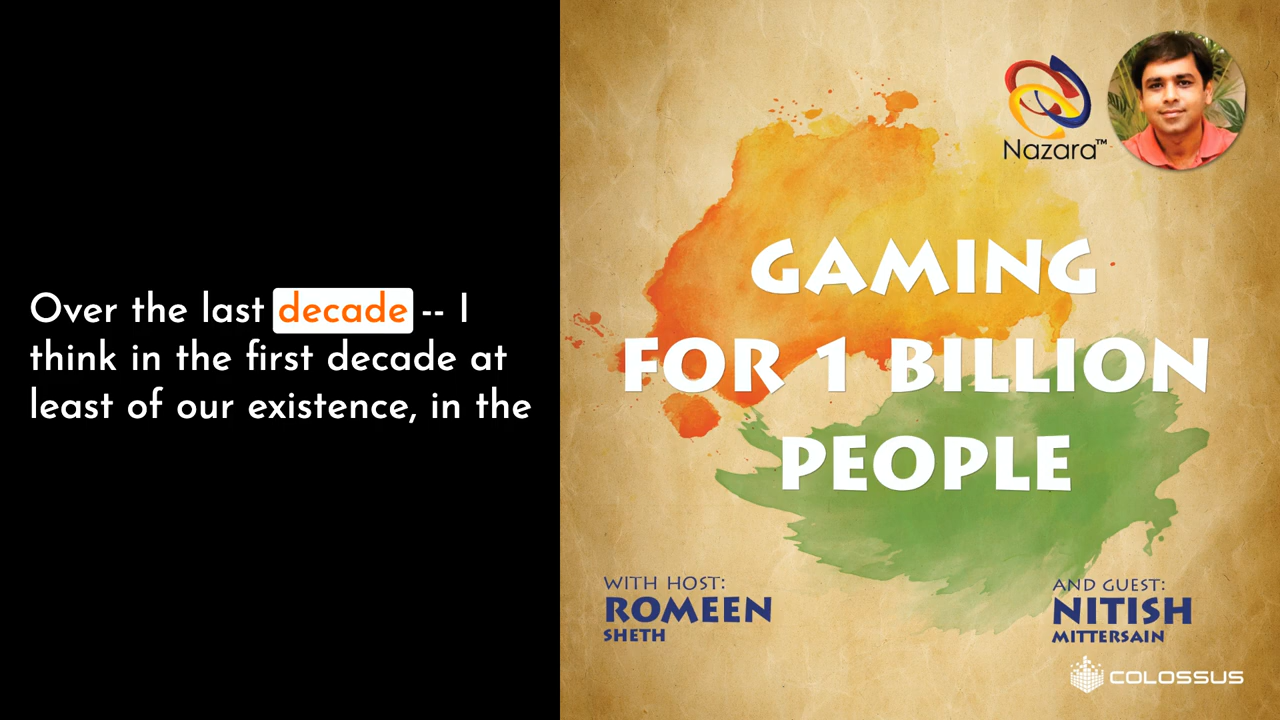 Over the last decade -- I
think in the first decade at
least of our existence, in the
Nazara™
GAMING
FOR 1 BILLION
PEOPLE
WITH HOST:
ROMEEN
SHETH
AND GUEST:
NITISH
MITTERSAIN
COLOSSUS